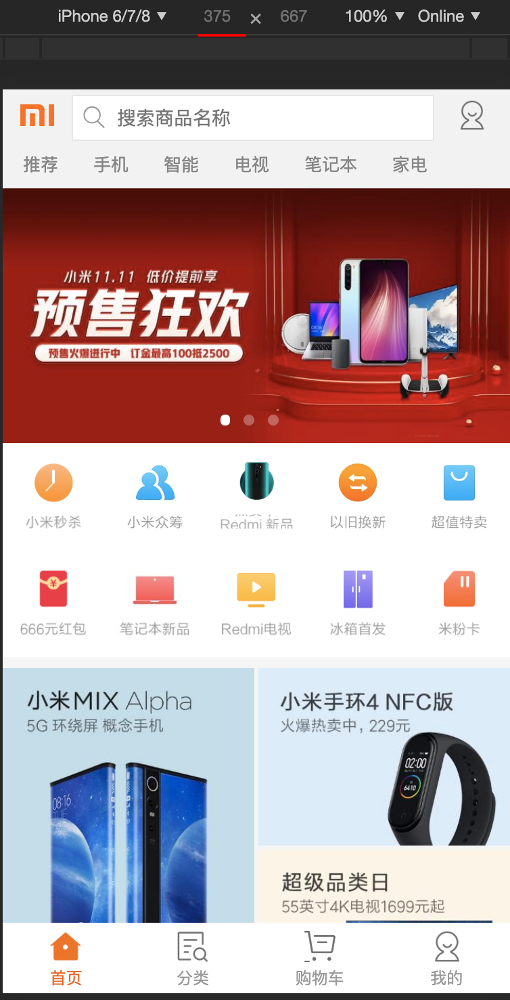 iPhone 6/7/8 ▼ 375 × 667 100% ▼ Online ▼
搜索商品名称
推荐 手机 智能 电视 笔记本 家电
小米11.11 低价提前享
预售狂欢
预售火爆进行中 订金最高100抵2500
小米秒杀 小米众筹 Redmi 新品 以旧换新 超值特卖
666元红包 笔记本新品 Redmi电视 冰箱首发 米粉卡
小米MIX Alpha
5G 环绕屏 概念手机
08:16
小米手环4 NFC版
火爆热卖中，229元
02:00
6410
超级品类日
55英寸4K电视1699元起
首页 分类 购物车 我的